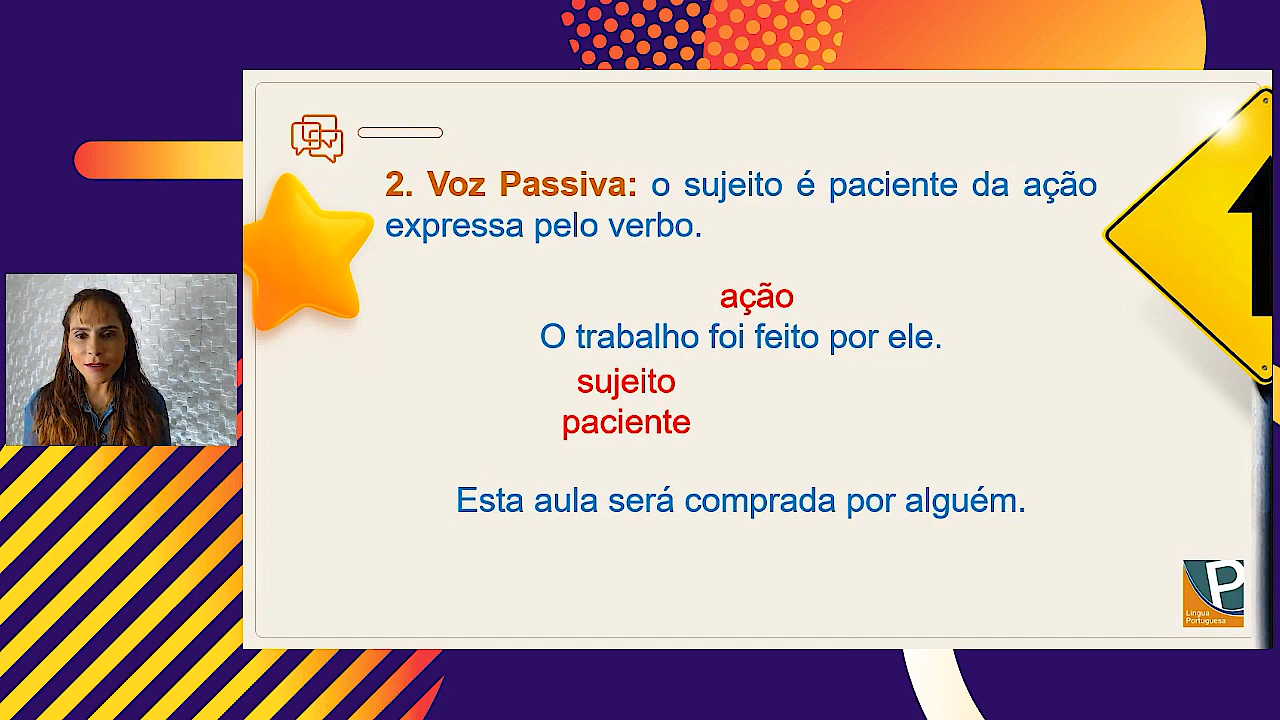 2. Voz Passiva: o sujeito é paciente da ação
expressa pelo verbo.
ação
O trabalho foi feito por ele.
sujeito
paciente
Esta aula será comprada por alguém.
P
Língua
Portuguesa